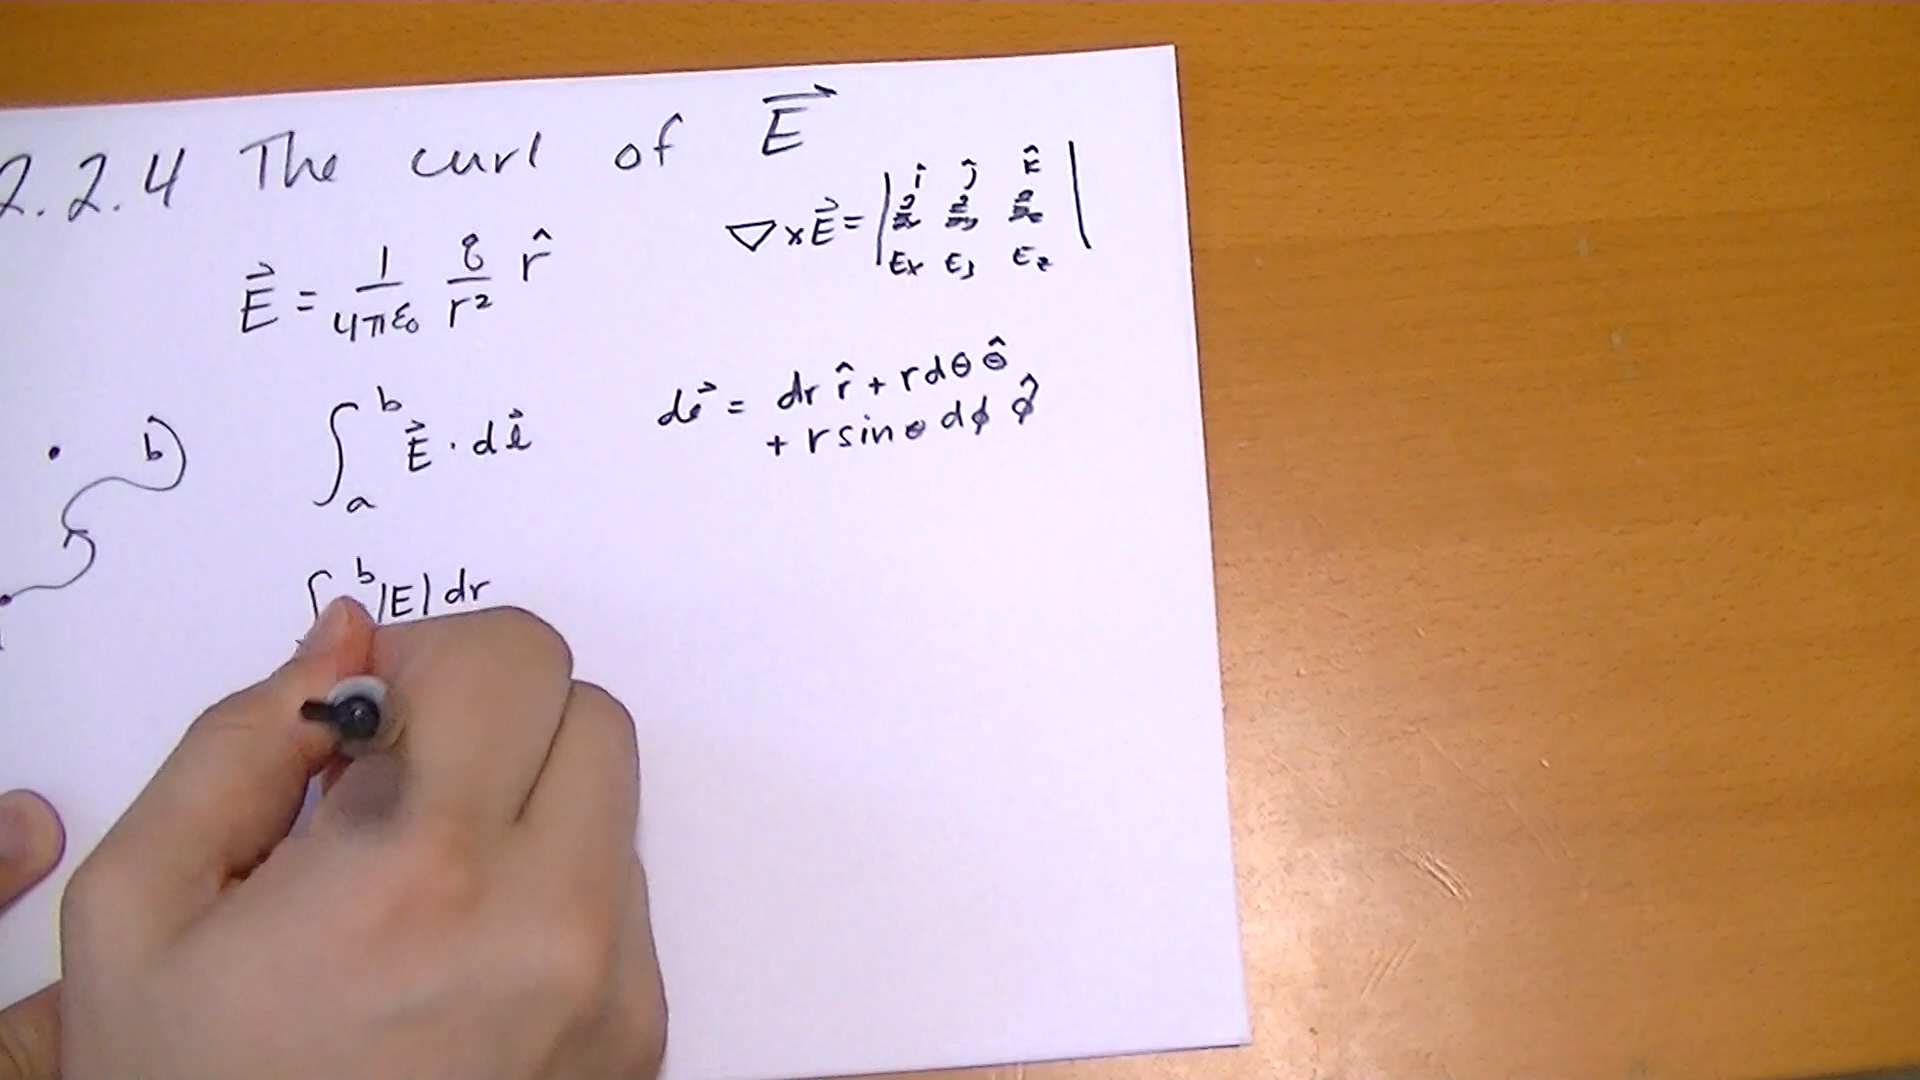 2.2.4 The curl of E⃗
∇×E⃗ = | î ĵ k̂
∂/∂x ∂/∂y ∂/∂z
Ex Ey Ez |
E⃗ = 1/4πε₀ q/r² r̂
dℓ⃗ = dr r̂ + r dθ θ̂
+ r sinθ dϕ ϕ̂
∫ₐᵇ E⃗ · dℓ⃗
b
∫ᵇ |E| dr